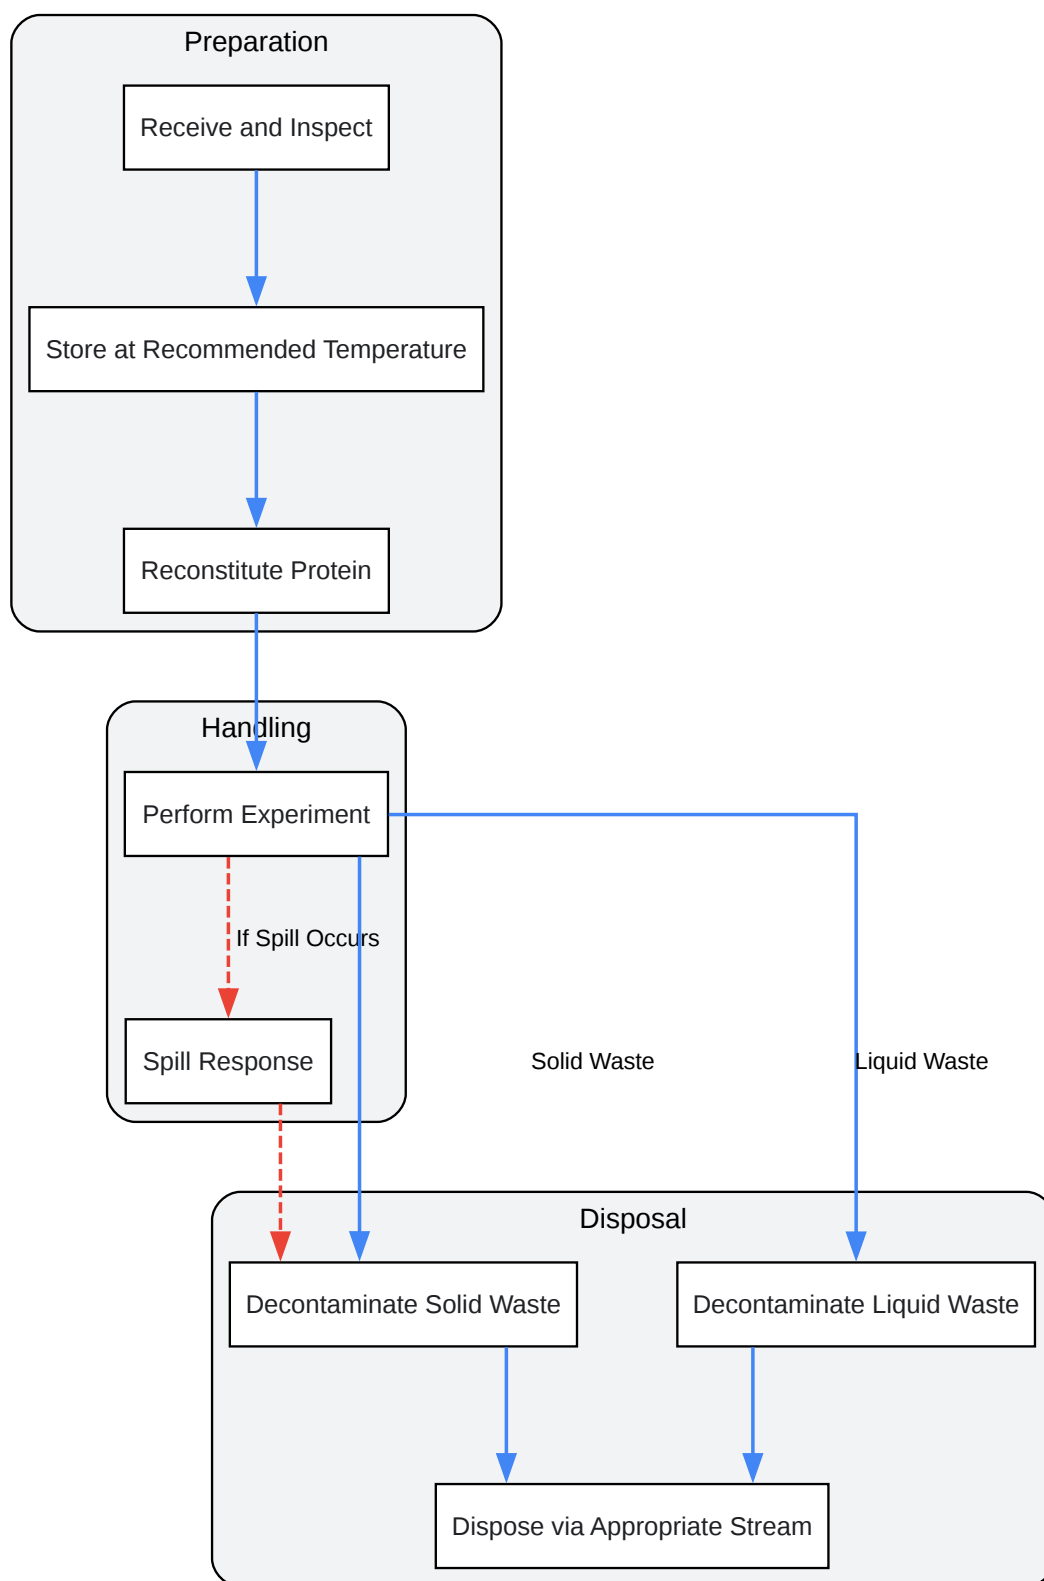 Preparation
Receive and Inspect
Store at Recommended Temperature
Reconstitute Protein
Handling
Perform Experiment
If Spill Occurs
Spill Response
Solid Waste
Liquid Waste
Disposal
Decontaminate Solid Waste
Decontaminate Liquid Waste
Dispose via Appropriate Stream